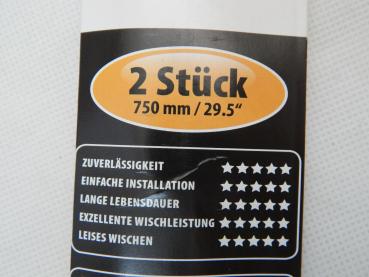 2 Stück
750 mm / 29.5“
ZUVERLÄSSIGKEIT ★★★★★
EINFACHE INSTALLATION ★★★★★
LANGE LEBENSDAUER ★★★★★
EXZELLENTE WISCHLEISTUNG ★★★★★
LEISES WISCHEN ★★★★★